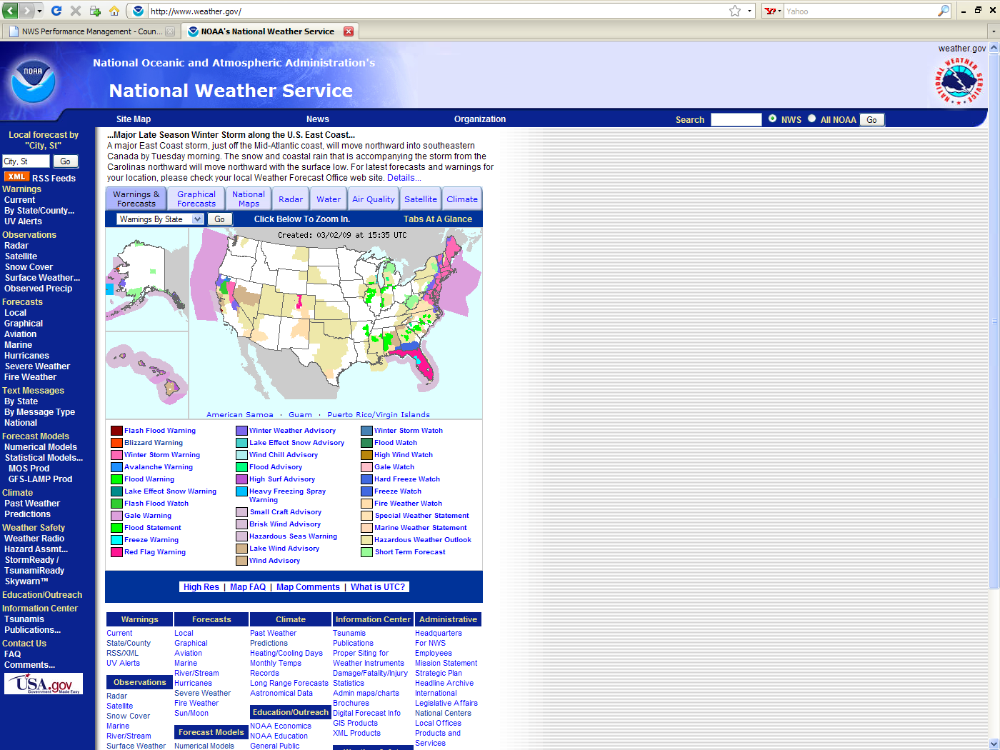 http://www.weather.gov/
Yahoo
NWS Performance Management - Coun...
NOAA's National Weather Service
weather.gov
NOAA
National Oceanic and Atmospheric Administration's
National Weather Service
NATIONAL WEATHER SERVICE
Site Map
News
Organization
Search
NWS
All NOAA
Go
Local forecast by
"City, St"
City, St
Go
XML RSS Feeds
Warnings
Current
By State/County...
UV Alerts
Observations
Radar
Satellite
Snow Cover
Surface Weather...
Observed Precip
Forecasts
Local
Graphical
Aviation
Marine
Hurricanes
Severe Weather
Fire Weather
Text Messages
By State
By Message Type
National
Forecast Models
Numerical Models
Statistical Models...
MOS Prod
GFS-LAMP Prod
Climate
Past Weather
Predictions
Weather Safety
Weather Radio
Hazard Assmt...
StormReady /
TsunamiReady
Skywarn™
Education/Outreach
Information Center
Tsunamis
Publications...
Contact Us
FAQ
Comments...
USA.gov
Government Made Easy
...Major Late Season Winter Storm along the U.S. East Coast...
A major East Coast storm, just off the Mid-Atlantic coast, will move northward into southeastern
Canada by Tuesday morning. The snow and coastal rain that is accompanying the storm from the
Carolinas northward will move northward with the surface low. For latest forecasts and warnings for
your location, please check your local Weather Forecast Office web site. Details...
Warnings &
Forecasts
Graphical
Forecasts
National
Maps
Radar
Water
Air Quality
Satellite
Climate
Warnings By State
Go
Click Below To Zoom In.
Tabs At A Glance
Created: 03/02/09 at 15:35 UTC
American Samoa · Guam · Puerto Rico/Virgin Islands
Flash Flood Warning
Blizzard Warning
Winter Storm Warning
Avalanche Warning
Flood Warning
Lake Effect Snow Warning
Flash Flood Watch
Gale Warning
Flood Statement
Freeze Warning
Red Flag Warning
Winter Weather Advisory
Lake Effect Snow Advisory
Wind Chill Advisory
Flood Advisory
High Surf Advisory
Heavy Freezing Spray
Warning
Small Craft Advisory
Brisk Wind Advisory
Hazardous Seas Warning
Lake Wind Advisory
Wind Advisory
Winter Storm Watch
Flood Watch
High Wind Watch
Gale Watch
Hard Freeze Watch
Freeze Watch
Fire Weather Watch
Special Weather Statement
Marine Weather Statement
Hazardous Weather Outlook
Short Term Forecast
High Res | Map FAQ | Map Comments | What is UTC?
Warnings
Current
State/County
RSS/XML
UV Alerts
Observations
Radar
Satellite
Snow Cover
Marine
River/Stream
Surface Weather
Forecasts
Local
Graphical
Aviation
Marine
River/Stream
Hurricanes
Severe Weather
Fire Weather
Sun/Moon
Forecast Models
Numerical Models
Climate
Past Weather
Predictions
Heating/Cooling Days
Monthly Temps
Records
Long Range Forecasts
Astronomical Data
Education/Outreach
NOAA Economics
NOAA Education
General Public
Information Center
Tsunamis
Publications
Proper Siting for
Weather Instruments
Damage/Fatality/Injury
Statistics
Admin maps/charts
Brochures
Digital Forecast Info
GIS Products
XML Products
Administrative
Headquarters
For NWS
Employees
Mission Statement
Strategic Plan
Headline Archive
International
Legislative Affairs
National Centers
Local Offices
Products and
Services